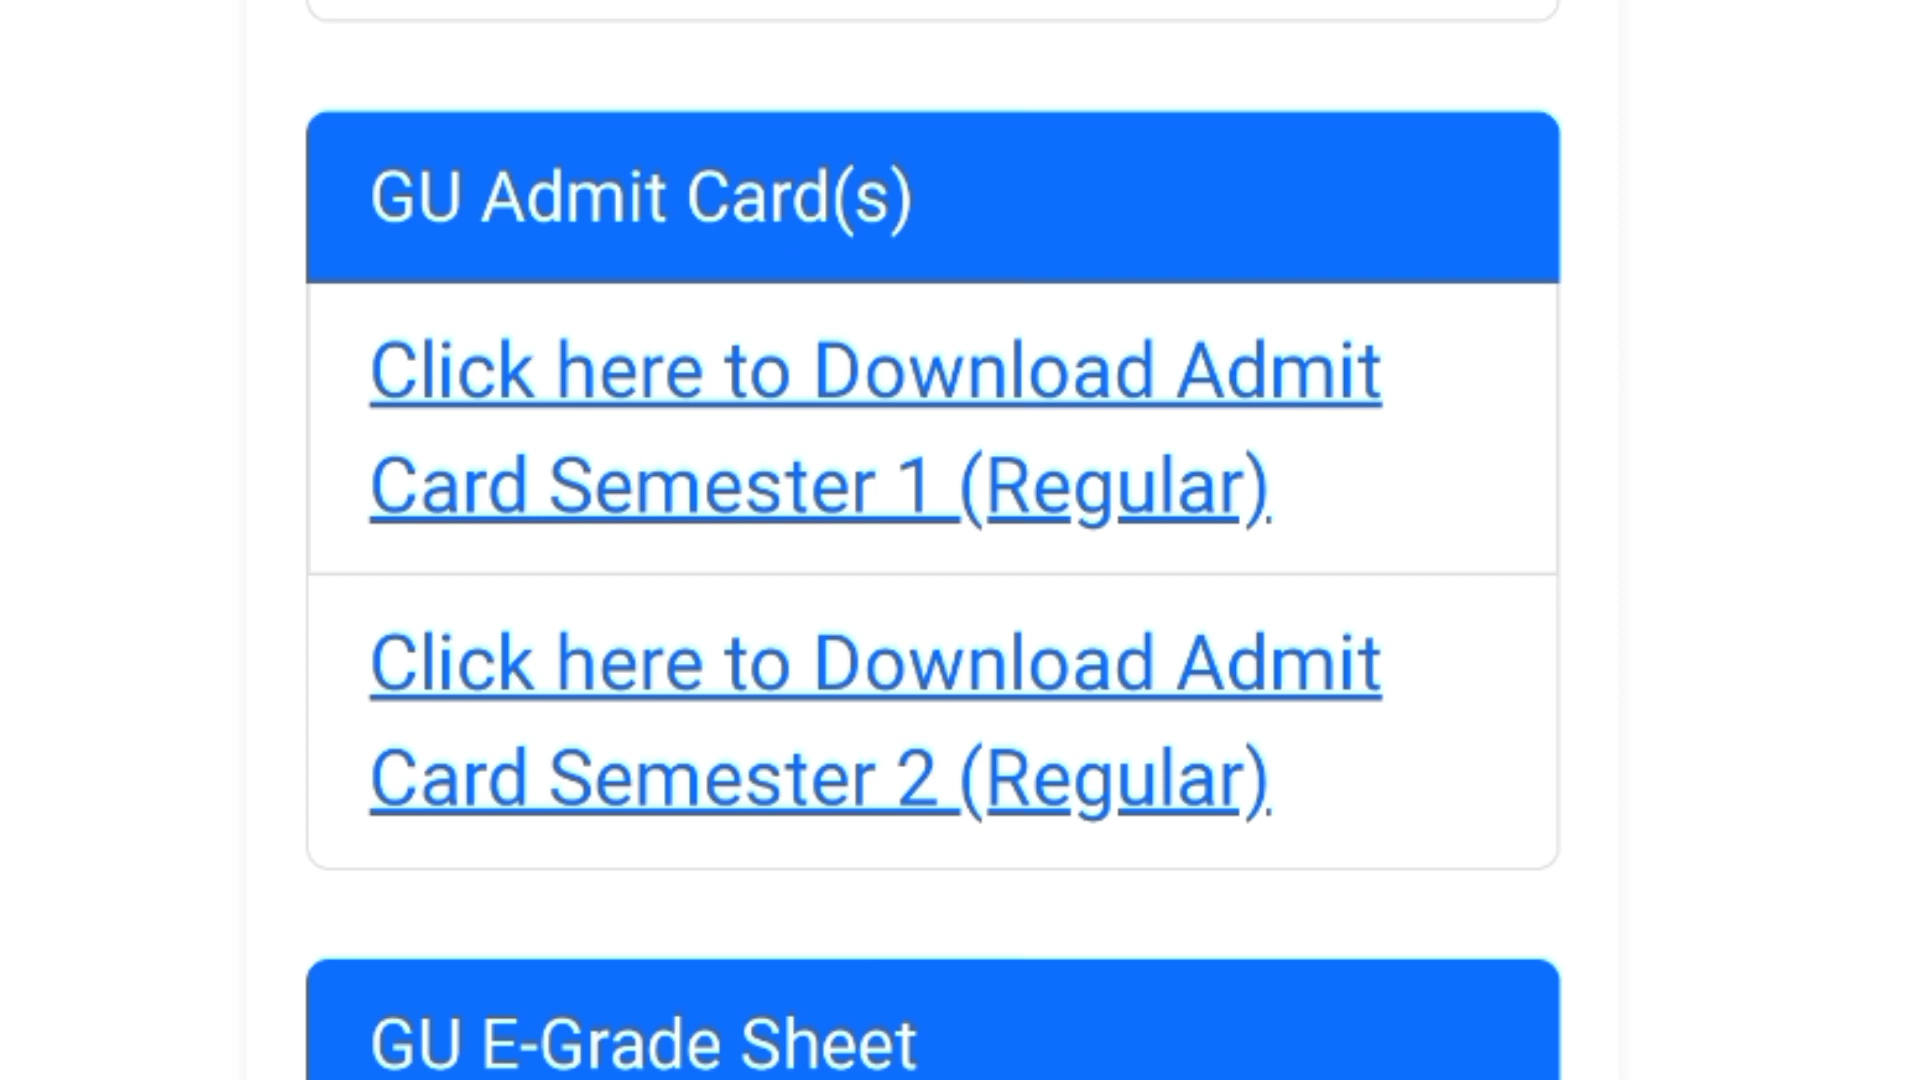 GU Admit Card(s)
Click here to Download Admit
Card Semester 1 (Regular).
Click here to Download Admit
Card Semester 2 (Regular).
GU E-Grade Sheet